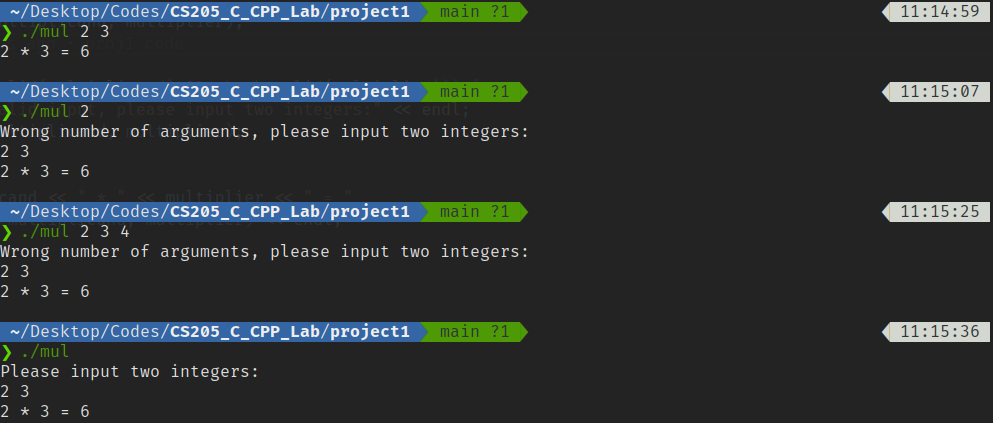 ~/Desktop/Codes/CS205_C_CPP_Lab/project1 main ?1 11:14:59
❯ ./mul 2 3
2 * 3 = 6
~/Desktop/Codes/CS205_C_CPP_Lab/project1 main ?1 11:15:07
❯ ./mul 2
Wrong number of arguments, please input two integers:
2 3
2 * 3 = 6
~/Desktop/Codes/CS205_C_CPP_Lab/project1 main ?1 11:15:25
❯ ./mul 2 3 4
Wrong number of arguments, please input two integers:
2 3
2 * 3 = 6
~/Desktop/Codes/CS205_C_CPP_Lab/project1 main ?1 11:15:36
❯ ./mul
Please input two integers:
2 3
2 * 3 = 6